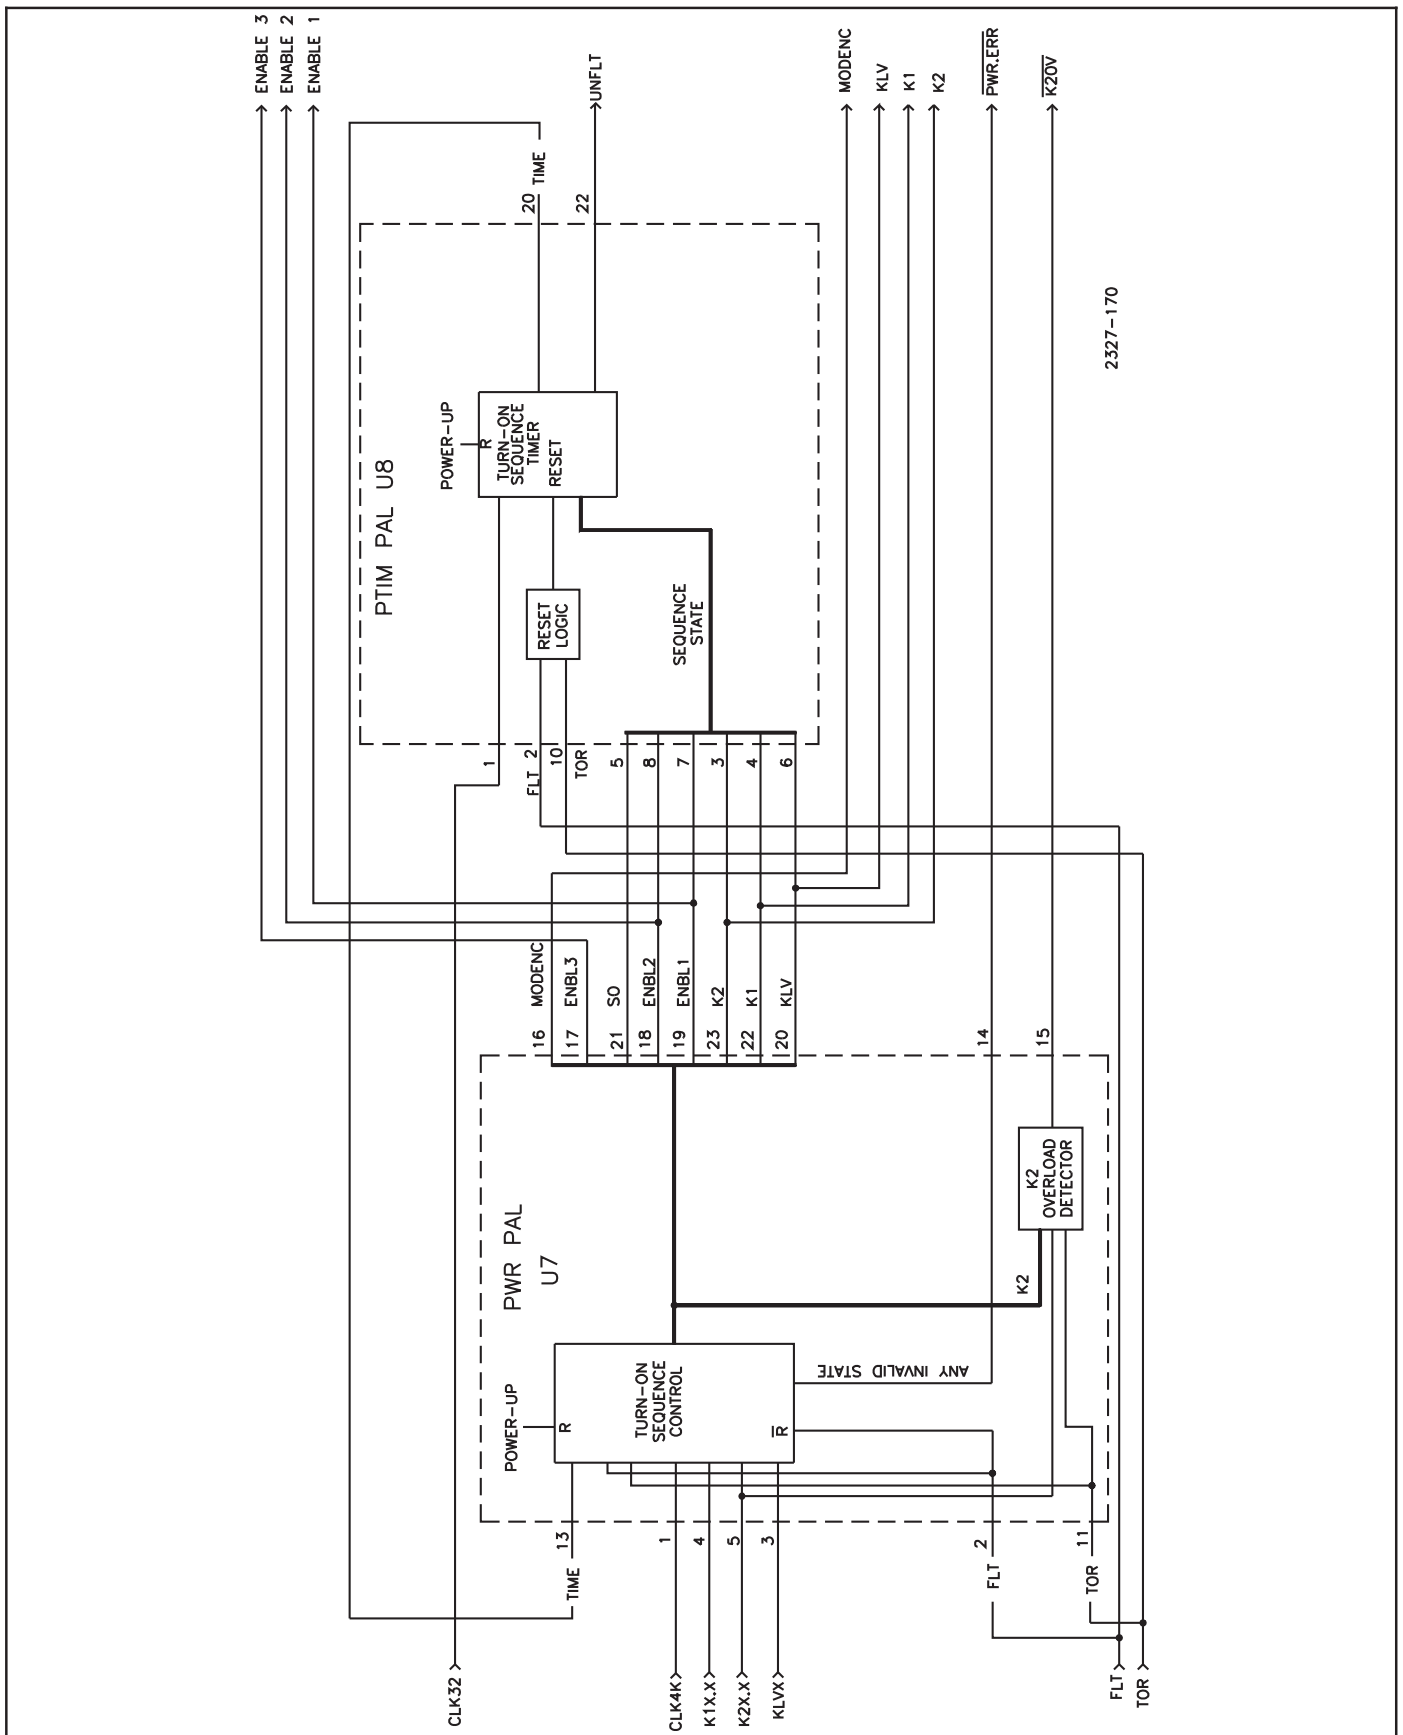 ENABLE 3
ENABLE 2
ENABLE 1
UNFLT
MODENC
KLV
K1
K2
PWR.ERR
K20V
20
TIME
22
PTIM PAL U8
POWER-UP
R
TURN-ON
SEQUENCE
TIMER
RESET
RESET
LOGIC
SEQUENCE
STATE
1
FLT 2
10
TOR
5
8
7
3
4
6
2327-170
16
MODENC
17
ENBL3
21
SO
18
ENBL2
19
ENBL1
23
K2
22
K1
20
KLV
14
15
PWR PAL
U7
K2
OVERLOAD
DETECTOR
K2
POWER-UP
R
TURN-ON
SEQUENCE
CONTROL
R
ANY INVALID STATE
13
TIME
1
4
5
3
2
FLT
11
TOR
CLK32
CLK4K
K1X.X
K2X.X
KLVX
FLT
TOR